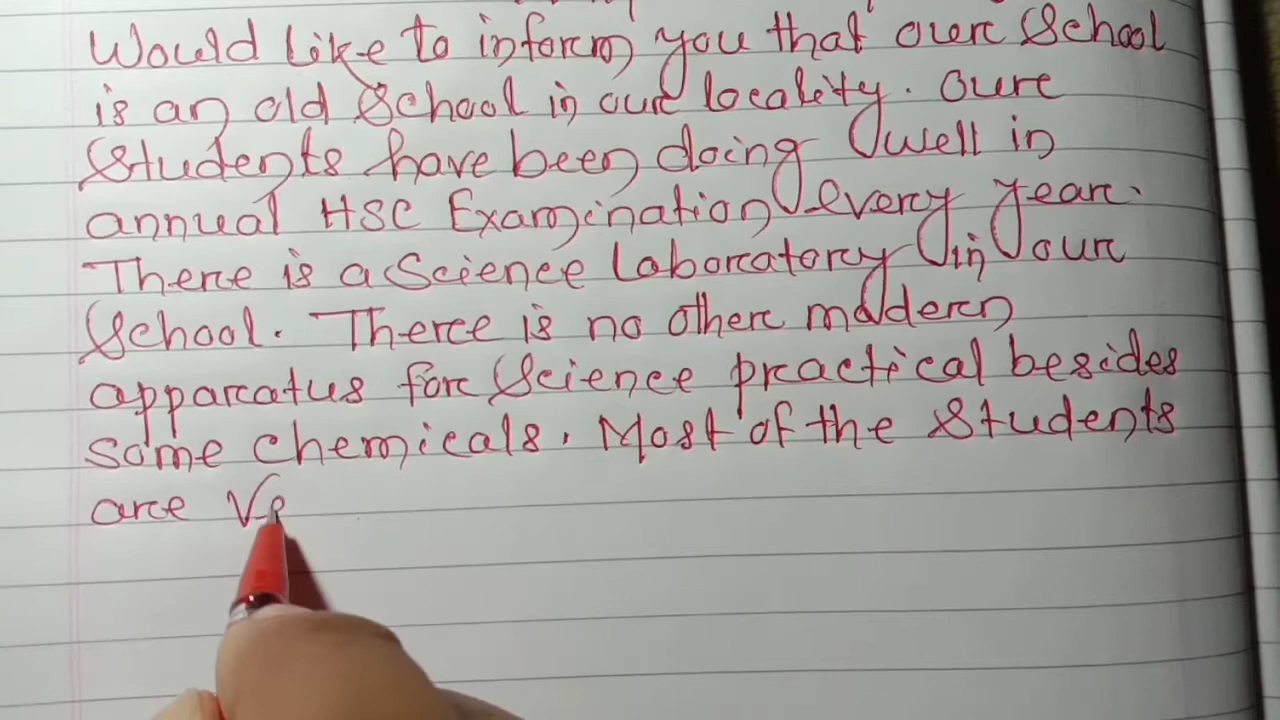 Would like to inform you that our School
is an old School in our locality. Our
Students have been doing well in
annual HSC Examination every year.
There is a Science Laboratory in our
School. There is no other modern
apparatus for Science practical besides
some chemicals. Most of the Students
are Ve